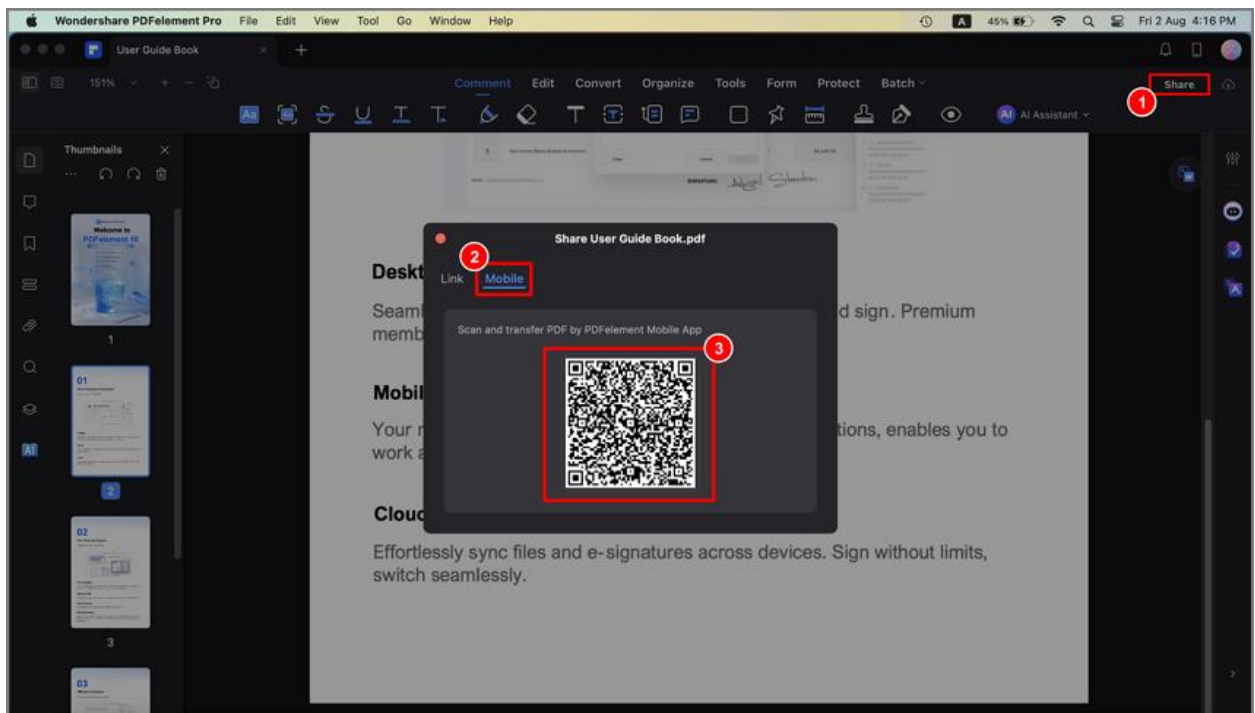 Wondershare PDFelement Pro File Edit View Tool Go Window Help A 45% Fri 2 Aug 4:16 PM
User Guide Book × +
151% Comment Edit Convert Organize Tools Form Protect Batch Share
1
AI AI Assistant
Thumbnails ×
Welcome to
PDFelement 10
1
SIGNATURE
Share User Guide Book.pdf
2
Link Mobile
Deskt
Seaml d sign. Premium
memb
Scan and transfer PDF by PDFelement Mobile App
3
01
Mobil
Your r tions, enables you to
work a
AI
2
Cloud
02
Effortlessly sync files and e-signatures across devices. Sign without limits,
switch seamlessly.
3
03